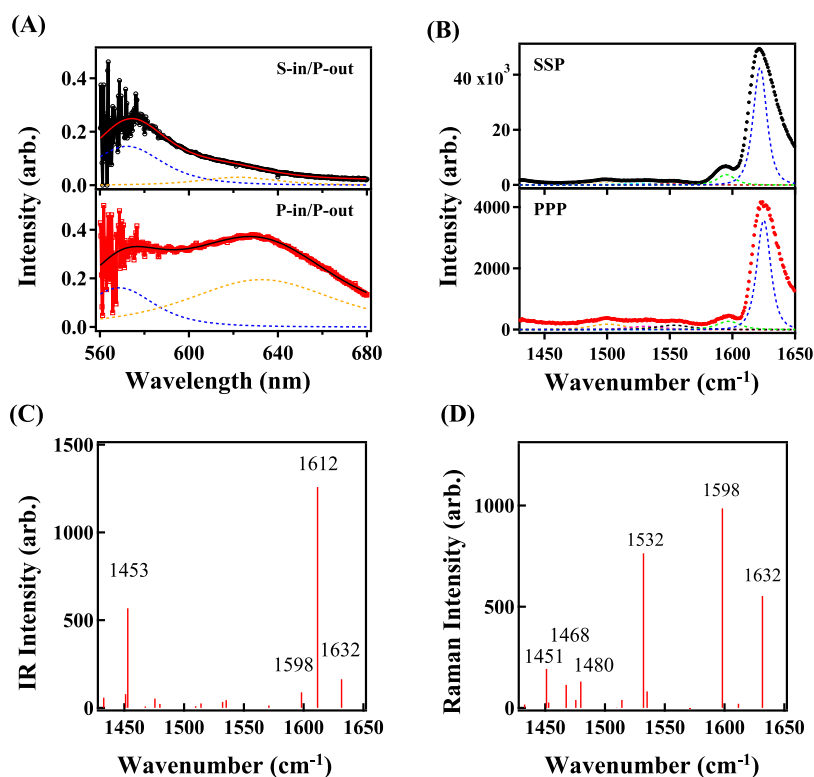 (A)
S-in/P-out
0.4
0.2
0.0
P-in/P-out
0.4
0.2
0.0
560
600
640
680
Intensity (arb.)
Wavelength (nm)
(B)
SSP
40 x10³
20
0
PPP
4000
2000
0
1450
1500
1550
1600
1650
Intensity (arb.)
Wavenumber (cm⁻¹)
(C)
1500
1000
500
0
1453
1612
1598
1632
1450
1500
1550
1600
1650
IR Intensity (arb.)
Wavenumber (cm⁻¹)
(D)
1000
500
0
1451
1468
1480
1532
1598
1632
1450
1500
1550
1600
1650
Raman Intensity (arb.)
Wavenumber (cm⁻¹)